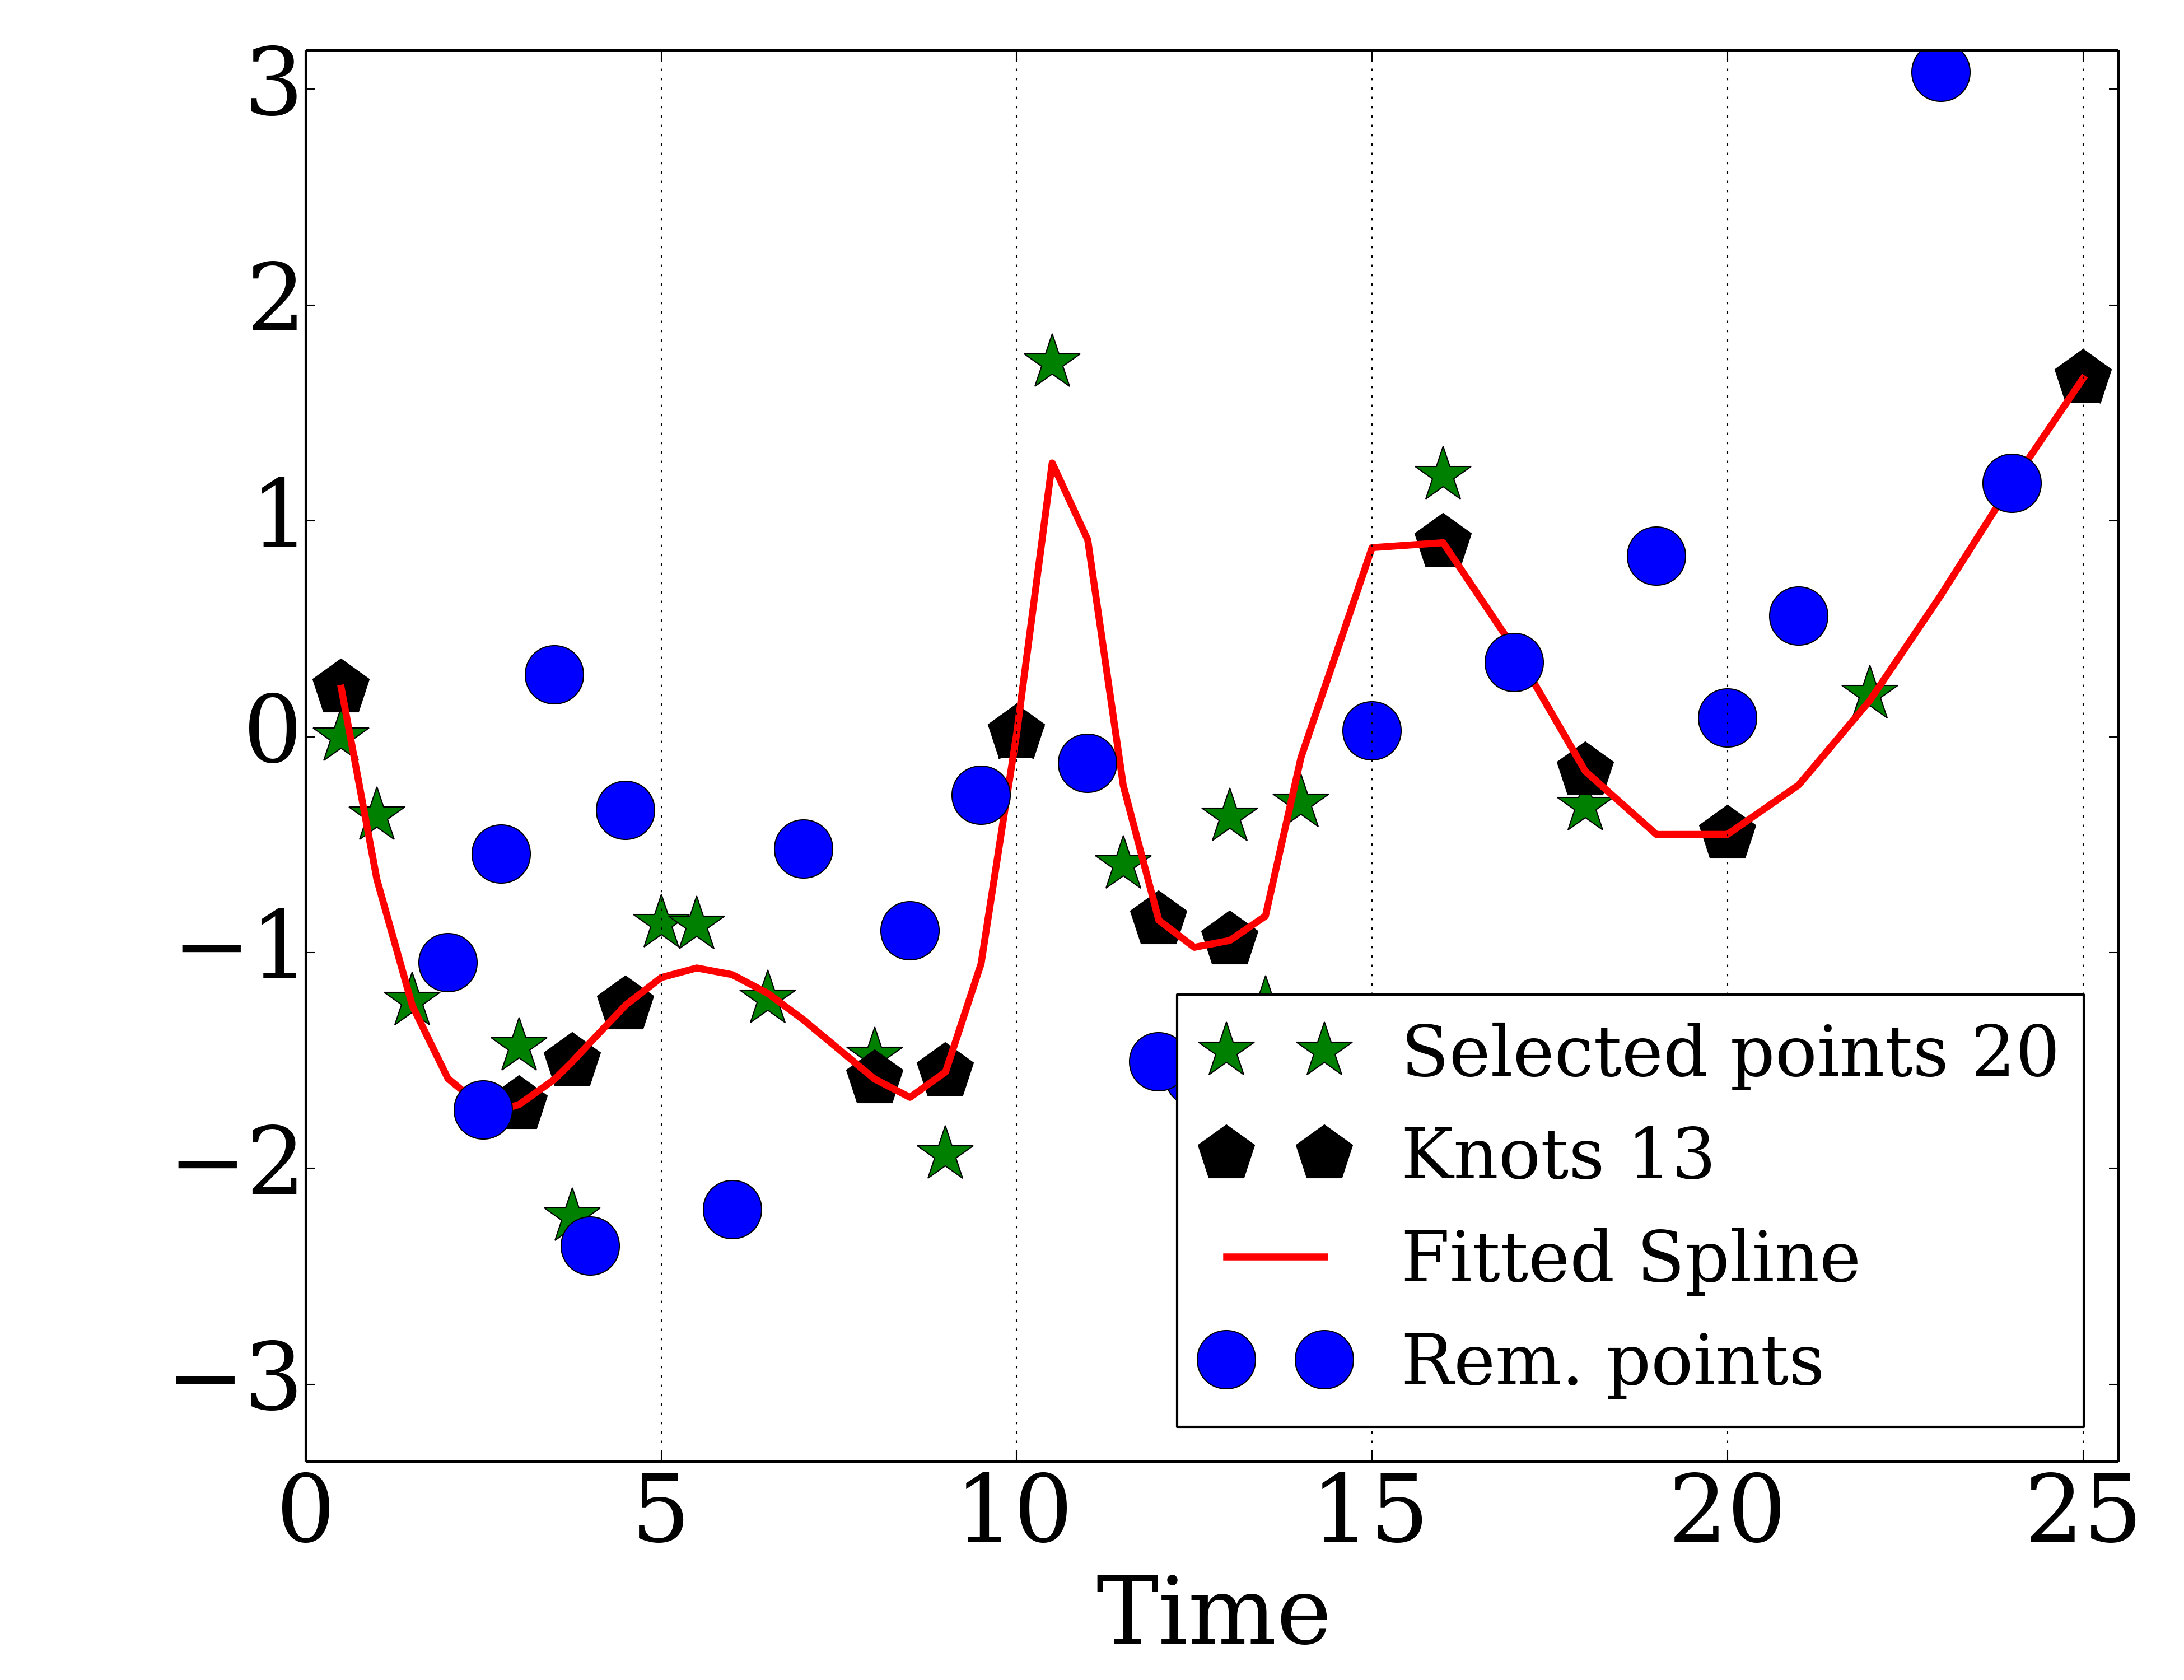 3
2
1
0
−1
−2
−3
Selected points 20
Knots 13
Fitted Spline
Rem. points
0 5 10 15 20 25
Time